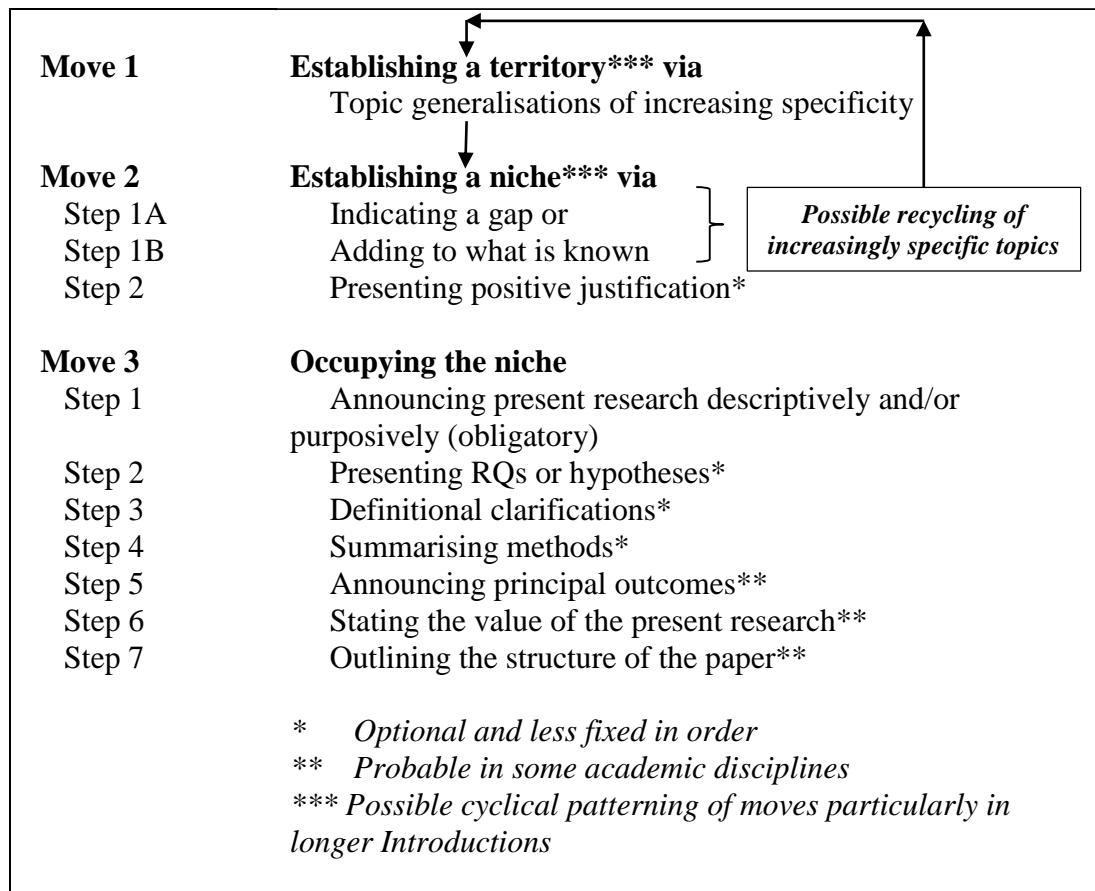 Move 1 Establishing a territory*** via
Topic generalisations of increasing specificity
Move 2 Establishing a niche*** via
Step 1A Indicating a gap or
Step 1B Adding to what is known
Step 2 Presenting positive justification*
Possible recycling of
increasingly specific topics
Move 3 Occupying the niche
Step 1 Announcing present research descriptively and/or
purposively (obligatory)
Step 2 Presenting RQs or hypotheses*
Step 3 Definitional clarifications*
Step 4 Summarising methods*
Step 5 Announcing principal outcomes**
Step 6 Stating the value of the present research**
Step 7 Outlining the structure of the paper**
* Optional and less fixed in order
** Probable in some academic disciplines
*** Possible cyclical patterning of moves particularly in
longer Introductions